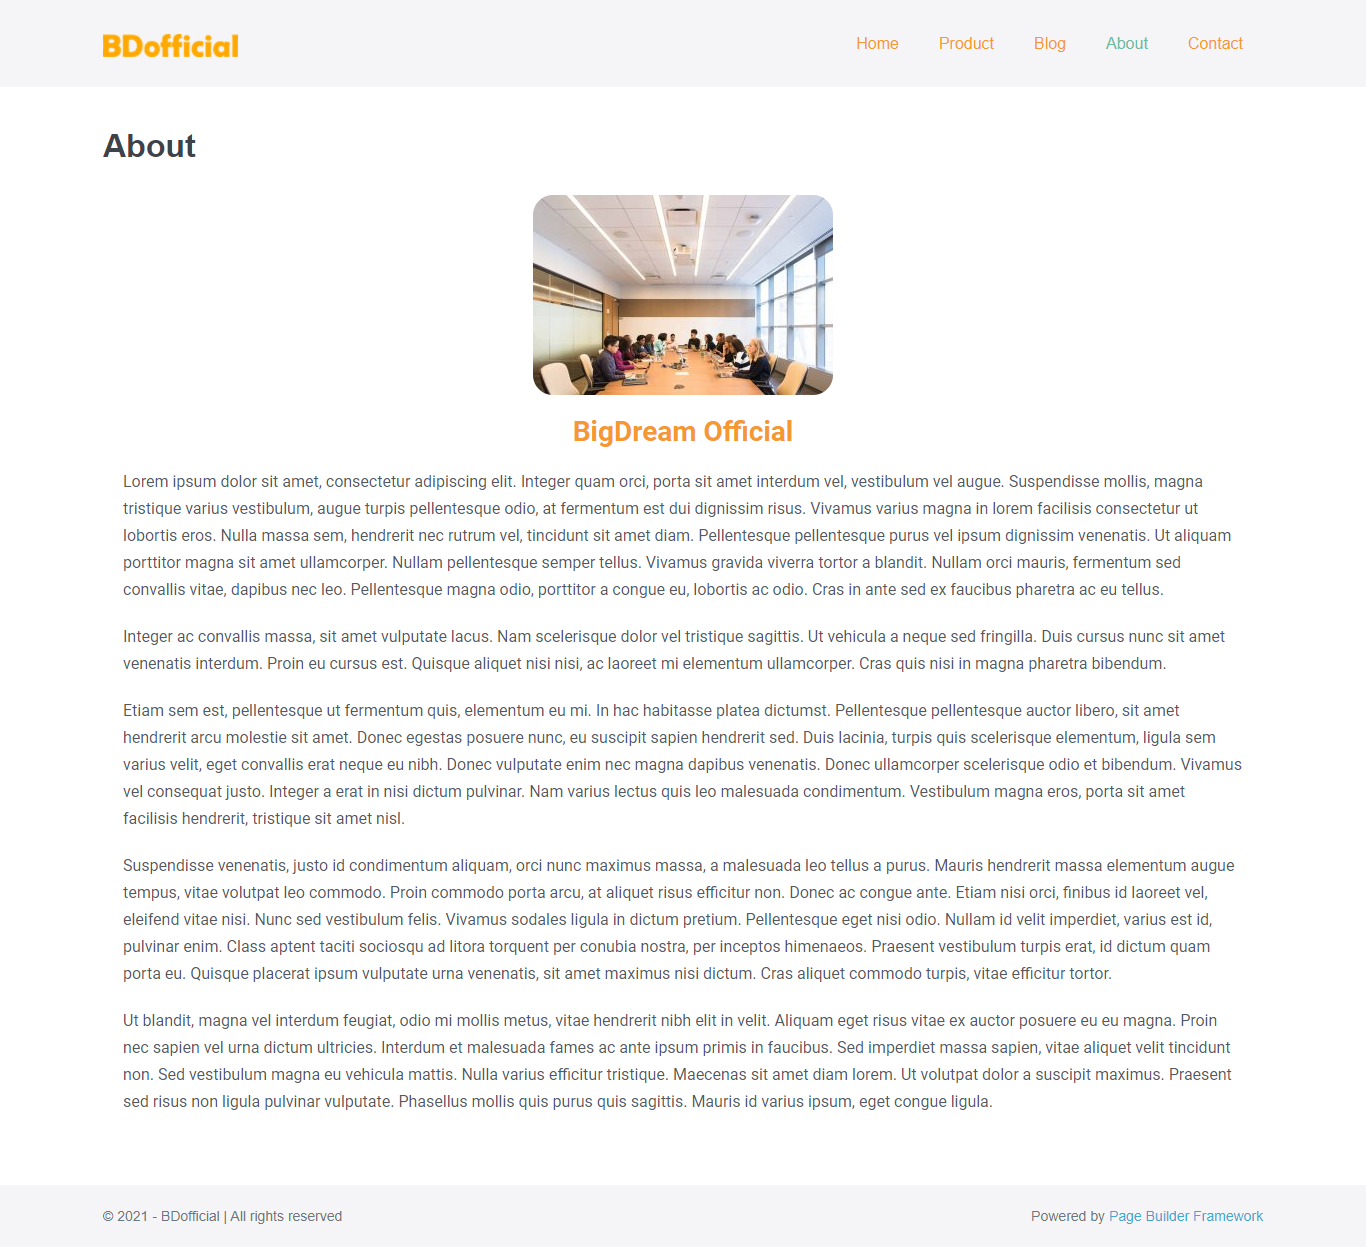 BDofficial
Home Product Blog About Contact
About
BigDream Official
Lorem ipsum dolor sit amet, consectetur adipiscing elit. Integer quam orci, porta sit amet interdum vel, vestibulum vel augue. Suspendisse mollis, magna
tristique varius vestibulum, augue turpis pellentesque odio, at fermentum est dui dignissim risus. Vivamus varius magna in lorem facilisis consectetur ut
lobortis eros. Nulla massa sem, hendrerit nec rutrum vel, tincidunt sit amet diam. Pellentesque pellentesque purus vel ipsum dignissim venenatis. Ut aliquam
porttitor magna sit amet ullamcorper. Nullam pellentesque semper tellus. Vivamus gravida viverra tortor a blandit. Nullam orci mauris, fermentum sed
convallis vitae, dapibus nec leo. Pellentesque magna odio, porttitor a congue eu, lobortis ac odio. Cras in ante sed ex faucibus pharetra ac eu tellus.
Integer ac convallis massa, sit amet vulputate lacus. Nam scelerisque dolor vel tristique sagittis. Ut vehicula a neque sed fringilla. Duis cursus nunc sit amet
venenatis interdum. Proin eu cursus est. Quisque aliquet nisi nisi, ac laoreet mi elementum ullamcorper. Cras quis nisi in magna pharetra bibendum.
Etiam sem est, pellentesque ut fermentum quis, elementum eu mi. In hac habitasse platea dictumst. Pellentesque pellentesque auctor libero, sit amet
hendrerit arcu molestie sit amet. Donec egestas posuere nunc, eu suscipit sapien hendrerit sed. Duis lacinia, turpis quis scelerisque elementum, ligula sem
varius velit, eget convallis erat neque eu nibh. Donec vulputate enim nec magna dapibus venenatis. Donec ullamcorper scelerisque odio et bibendum. Vivamus
vel consequat justo. Integer a erat in nisi dictum pulvinar. Nam varius lectus quis leo malesuada condimentum. Vestibulum magna eros, porta sit amet
facilisis hendrerit, tristique sit amet nisl.
Suspendisse venenatis, justo id condimentum aliquam, orci nunc maximus massa, a malesuada leo tellus a purus. Mauris hendrerit massa elementum augue
tempus, vitae volutpat leo commodo. Proin commodo porta arcu, at aliquet risus efficitur non. Donec ac congue ante. Etiam nisi orci, finibus id laoreet vel,
eleifend vitae nisi. Nunc sed vestibulum felis. Vivamus sodales ligula in dictum pretium. Pellentesque eget nisi odio. Nullam id velit imperdiet, varius est id,
pulvinar enim. Class aptent taciti sociosqu ad litora torquent per conubia nostra, per inceptos himenaeos. Praesent vestibulum turpis erat, id dictum quam
porta eu. Quisque placerat ipsum vulputate urna venenatis, sit amet maximus nisi dictum. Cras aliquet commodo turpis, vitae efficitur tortor.
Ut blandit, magna vel interdum feugiat, odio mi mollis metus, vitae hendrerit nibh elit in velit. Aliquam eget risus vitae ex auctor posuere eu eu magna. Proin
nec sapien vel urna dictum ultricies. Interdum et malesuada fames ac ante ipsum primis in faucibus. Sed imperdiet massa sapien, vitae aliquet velit tincidunt
non. Sed vestibulum magna eu vehicula mattis. Nulla varius efficitur tristique. Maecenas sit amet diam lorem. Ut volutpat dolor a suscipit maximus. Praesent
sed risus non ligula pulvinar vulputate. Phasellus mollis quis purus quis sagittis. Mauris id varius ipsum, eget congue ligula.
© 2021 - BDofficial | All rights reserved
Powered by Page Builder Framework